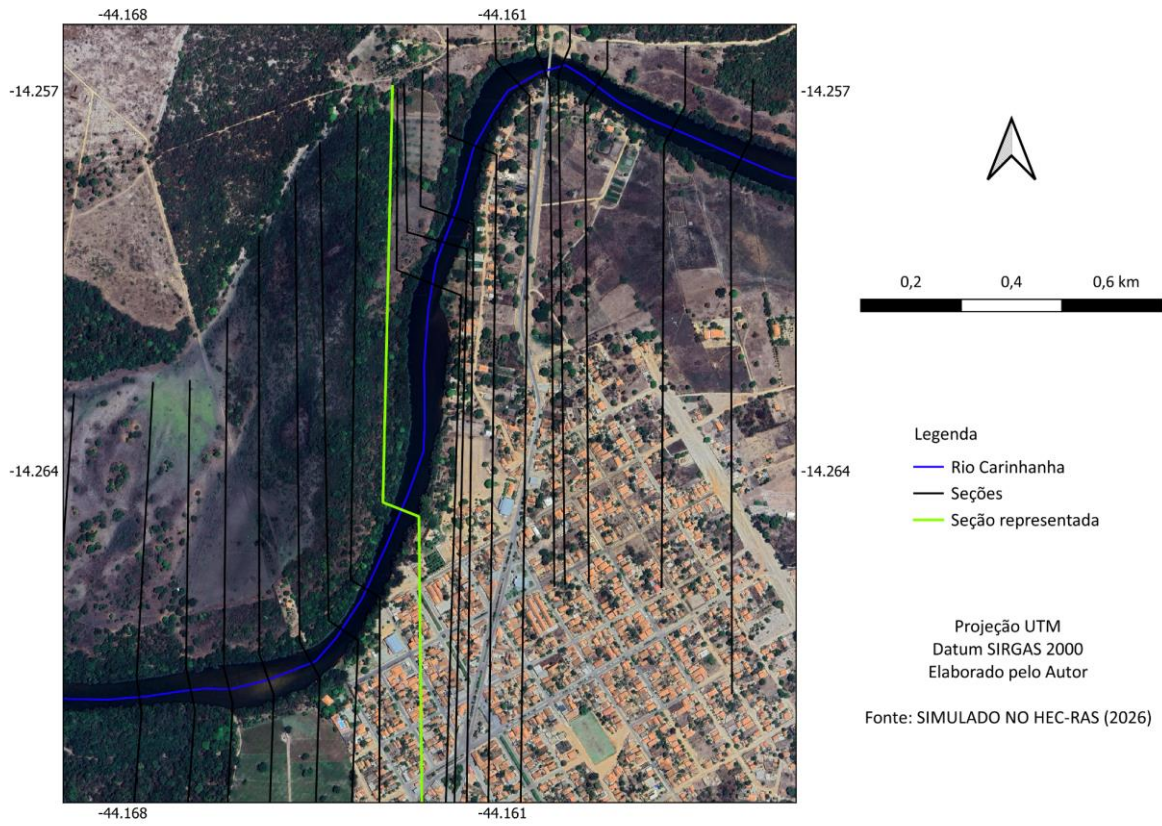 -44.168
-44.161
-14.257
-14.257
0,2
0,4
0,6 km
Legenda
Rio Carinhanha
Seções
Seção representada
-14.264
-14.264
Projeção UTM
Datum SIRGAS 2000
Elaborado pelo Autor
Fonte: SIMULADO NO HEC-RAS (2026)
-44.168
-44.161